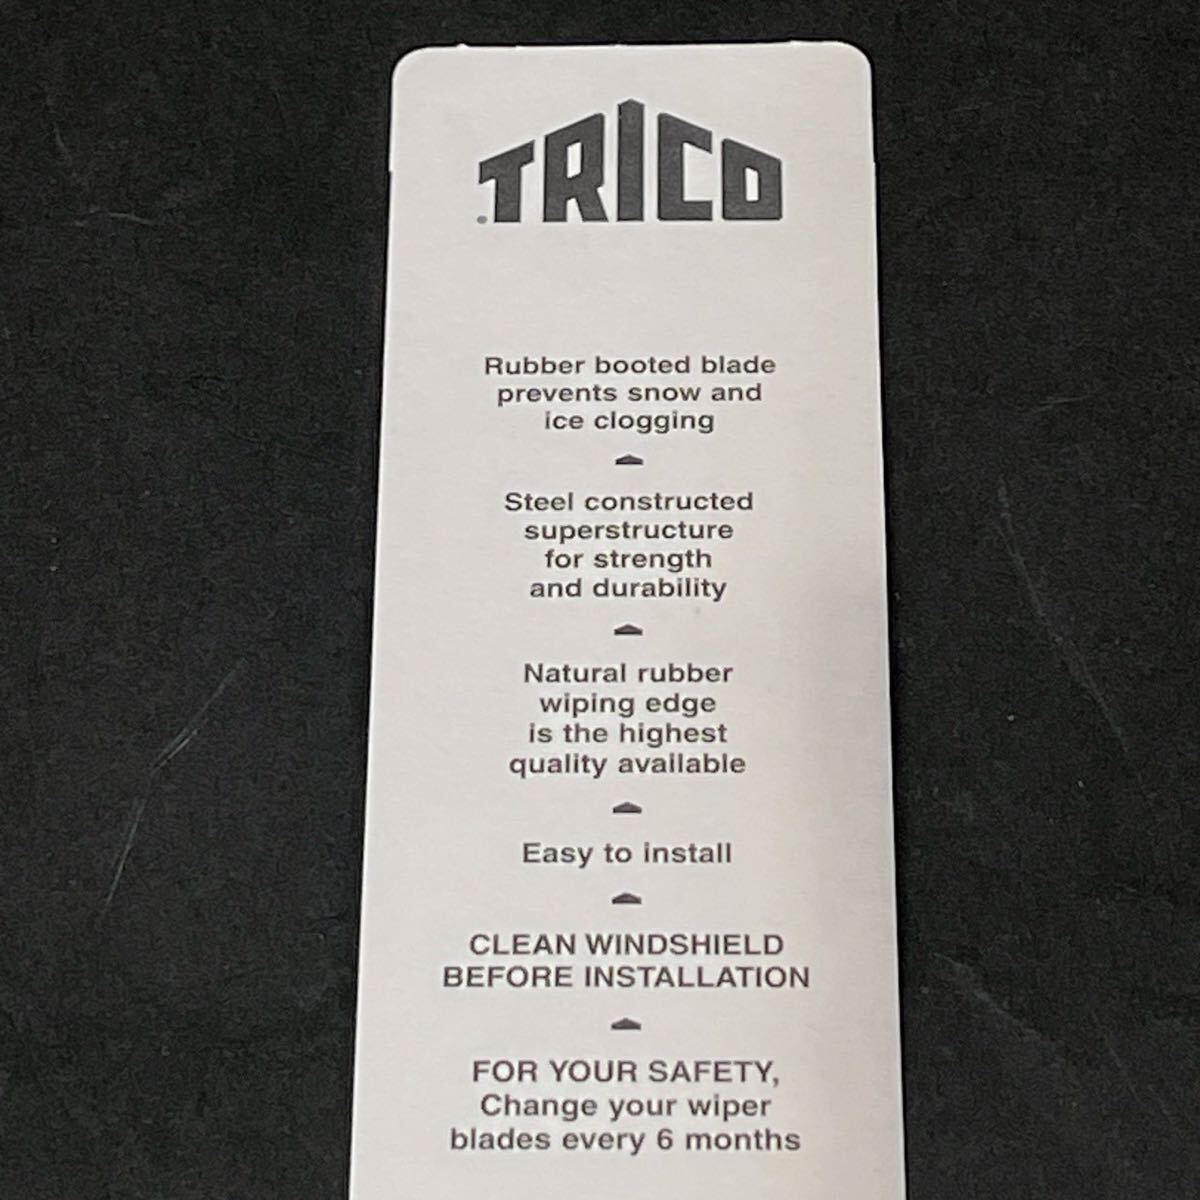 TRICO
Rubber booted blade
prevents snow and
ice clogging
Steel constructed
superstructure
for strength
and durability
Natural rubber
wiping edge
is the highest
quality available
Easy to install
CLEAN WINDSHIELD
BEFORE INSTALLATION
FOR YOUR SAFETY,
Change your wiper
blades every 6 months